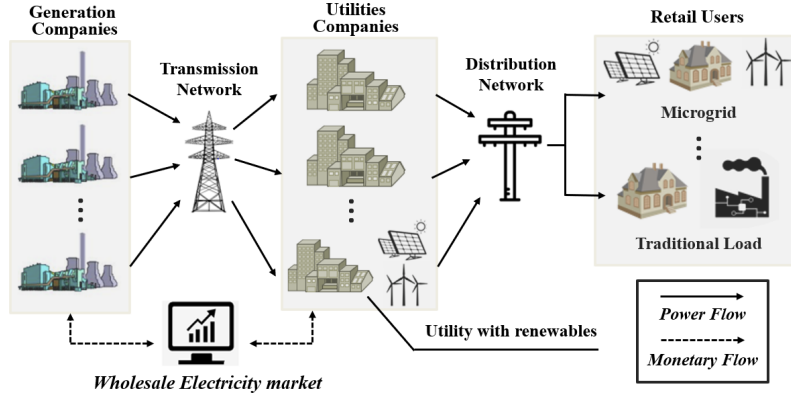 Generation
Companies
Transmission
Network
Utilities
Companies
Distribution
Network
Retail Users
Microgrid
Traditional Load
Utility with renewables
Wholesale Electricity market
Power Flow
Monetary Flow